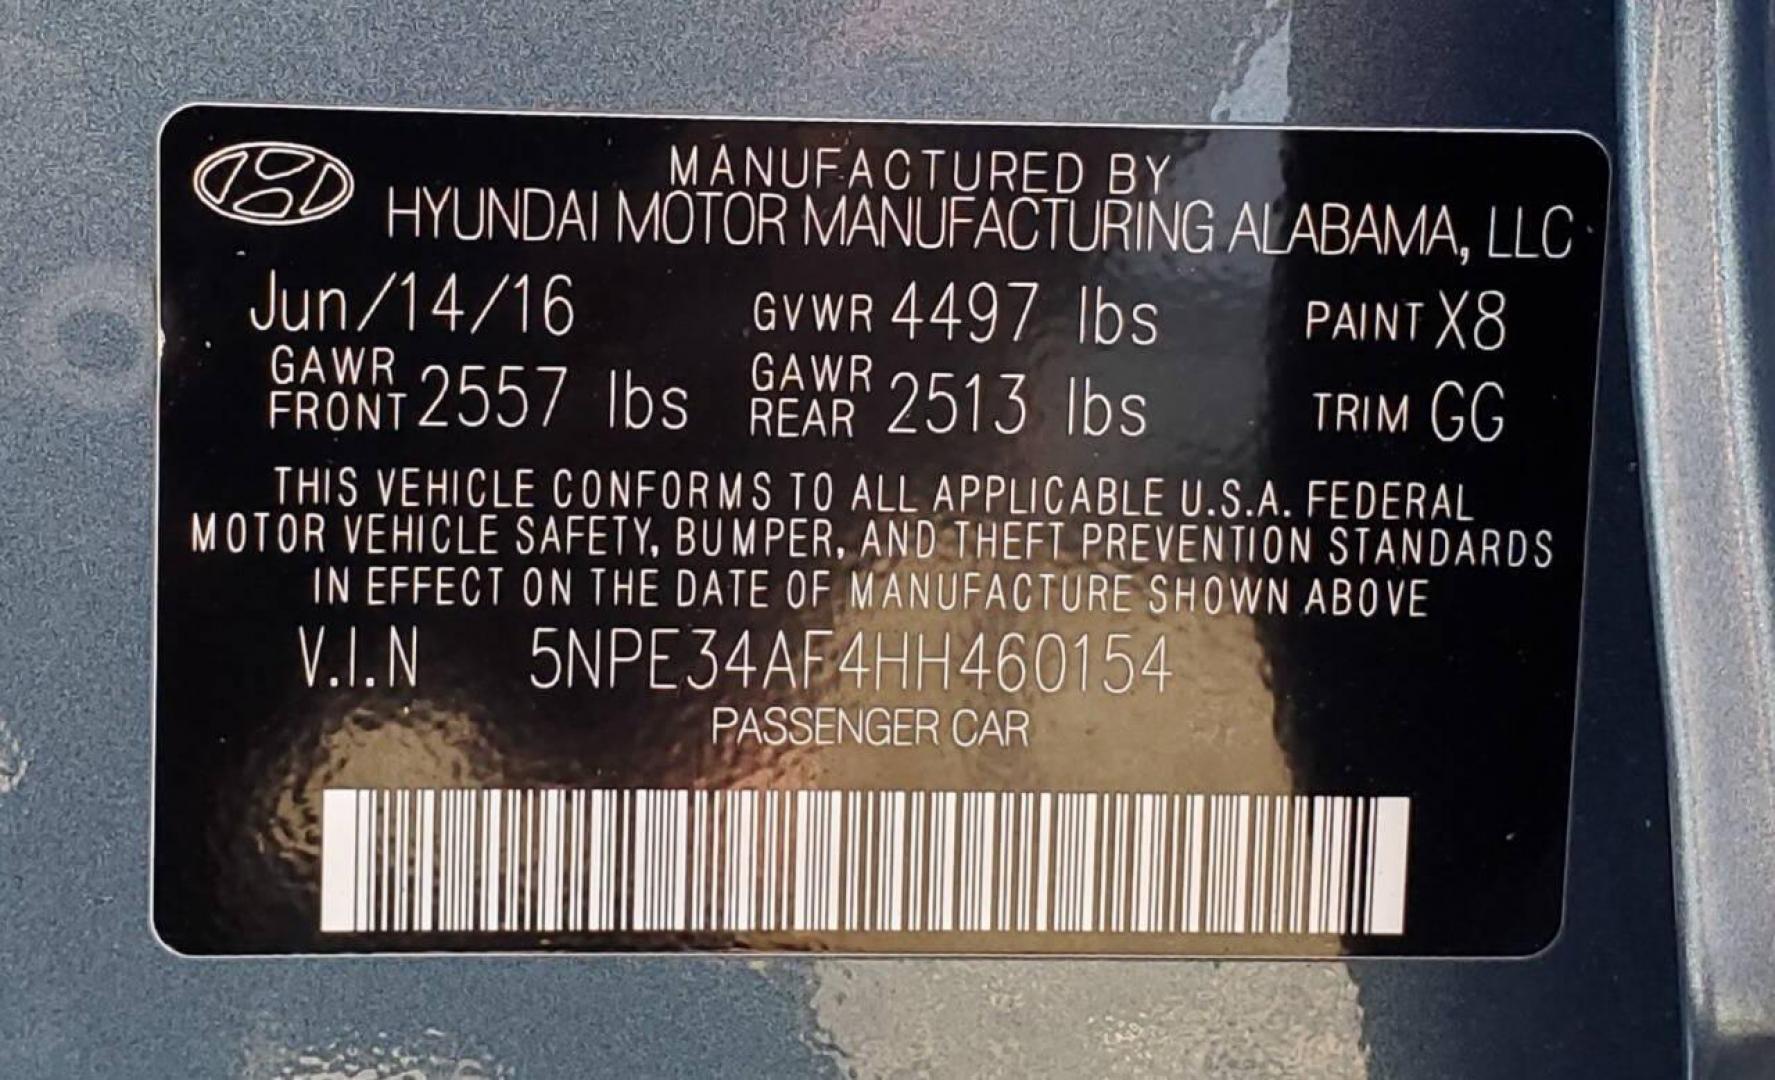 MANUFACTURED BY
HYUNDAI MOTOR MANUFACTURING ALABAMA, LLC
Jun/14/16 GVWR 4497 lbs PAINT X8
GAWR FRONT 2557 lbs GAWR REAR 2513 lbs TRIM GG
THIS VEHICLE CONFORMS TO ALL APPLICABLE U.S.A. FEDERAL
MOTOR VEHICLE SAFETY, BUMPER, AND THEFT PREVENTION STANDARDS
IN EFFECT ON THE DATE OF MANUFACTURE SHOWN ABOVE
V.I.N 5NPE34AF4HH460154
PASSENGER CAR